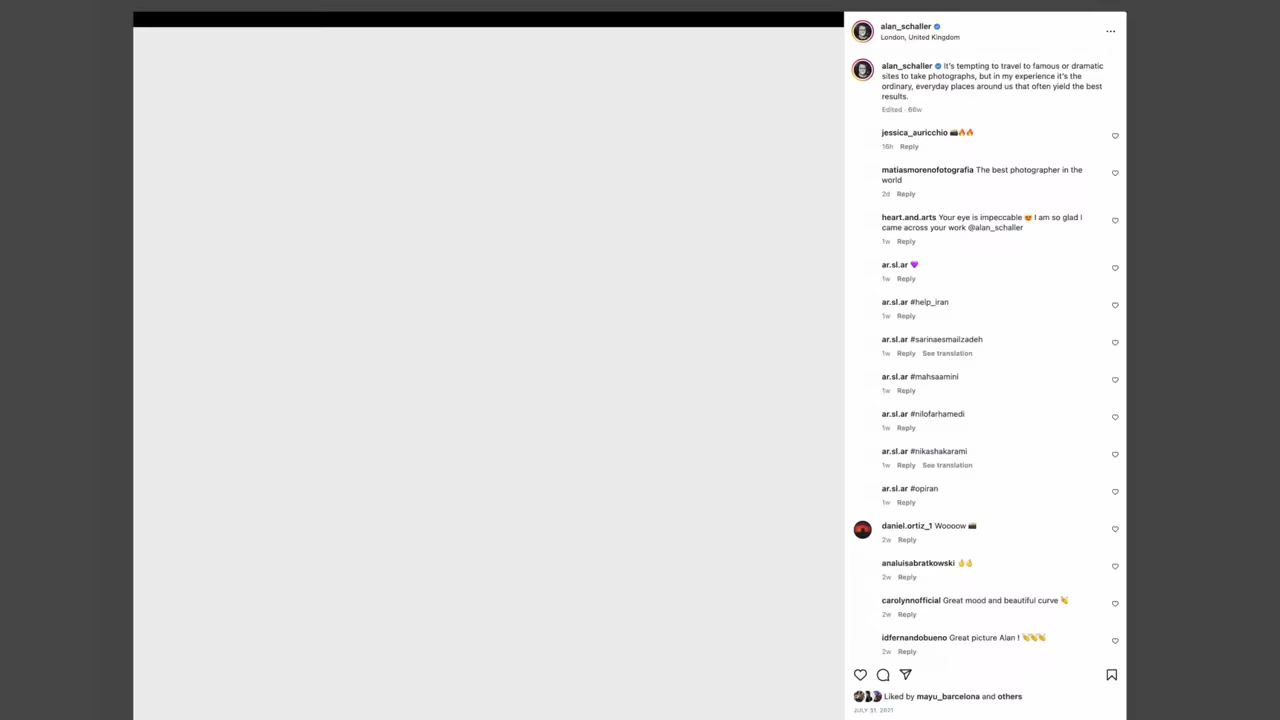 alan_schaller
London, United Kingdom
alan_schaller It's tempting to travel to famous or dramatic
sites to take photographs, but in my experience it's the
ordinary, everyday places around us that often yield the best
results.
Edited · 66w
jessica_auricchio 📸🔥🔥
16h Reply
matiasmorenofotografia The best photographer in the
world
2d Reply
heart.and.arts Your eye is impeccable 😍 I am so glad I
came across your work @alan_schaller
1w Reply
ar.sl.ar 💜
1w Reply
ar.sl.ar #help_iran
1w Reply
ar.sl.ar #sarinaesmailzadeh
1w Reply See translation
ar.sl.ar #mahsaamini
1w Reply
ar.sl.ar #nilofarhamedi
1w Reply
ar.sl.ar #nikashakarami
1w Reply See translation
ar.sl.ar #opiran
1w Reply
daniel.ortiz_1 Woooow 📸
2w Reply
analuisabratkowski 👌👌
2w Reply
carolynnofficial Great mood and beautiful curve 👏
2w Reply
idfernandobueno Great picture Alan ! 👏👏👏
2w Reply
Liked by mayu_barcelona and others
JULY 31, 2021